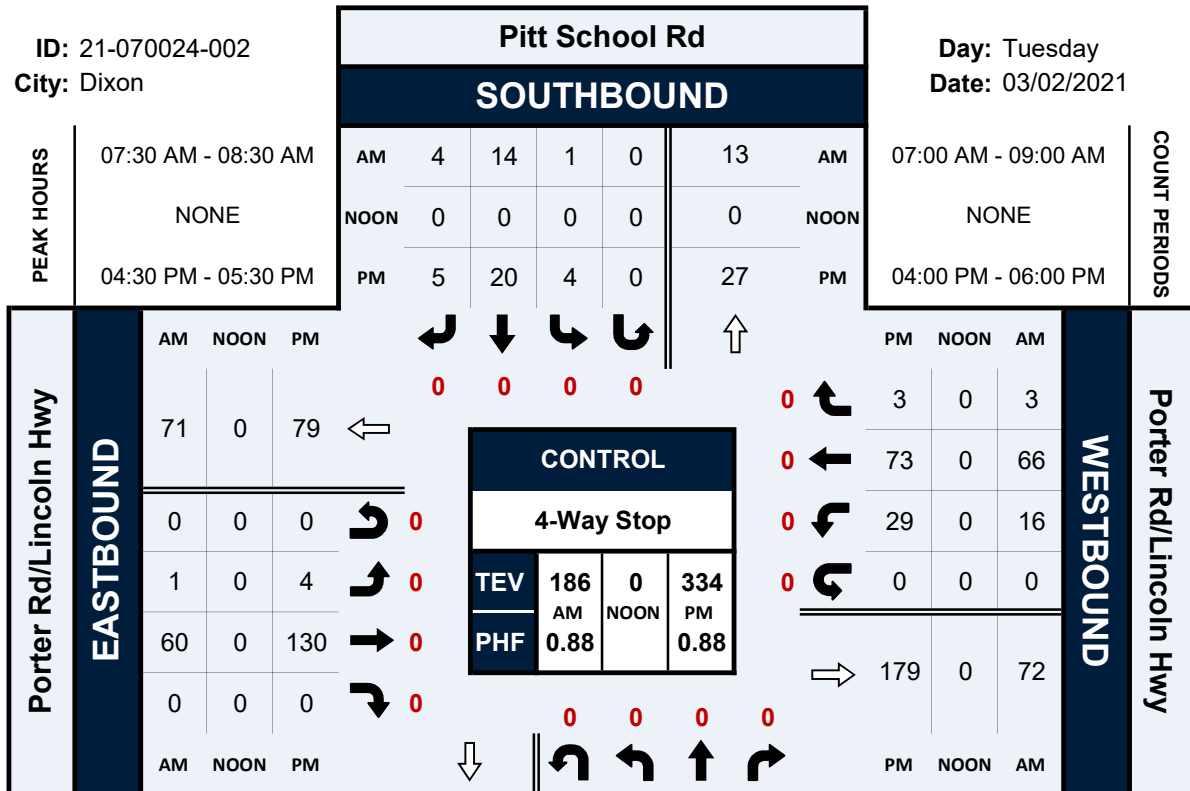 ID: 21-070024-002
City: Dixon
Pitt School Rd
SOUTHBOUND
Day: Tuesday
Date: 03/02/2021
PEAK HOURS
07:30 AM - 08:30 AM
NONE
04:30 PM - 05:30 PM
AM 4 14 1 0 13 AM
NOON 0 0 0 0 0 NOON
PM 5 20 4 0 27 PM
07:00 AM - 09:00 AM
NONE
04:00 PM - 06:00 PM
COUNT PERIODS
0 0 0 0
Porter Rd/Lincoln Hwy
EASTBOUND
AM NOON PM
71 0 79
0 0 0 0
1 0 4 0
60 0 130 0
0 0 0 0
AM NOON PM
CONTROL
4-Way Stop
TEV 186 0 334
AM NOON PM
PHF 0.88 0.88
PM NOON AM
0 3 0 3
0 73 0 66
0 29 0 16
0 0 0 0
179 0 72
PM NOON AM
WESTBOUND
Porter Rd/Lincoln Hwy
0 0 0 0